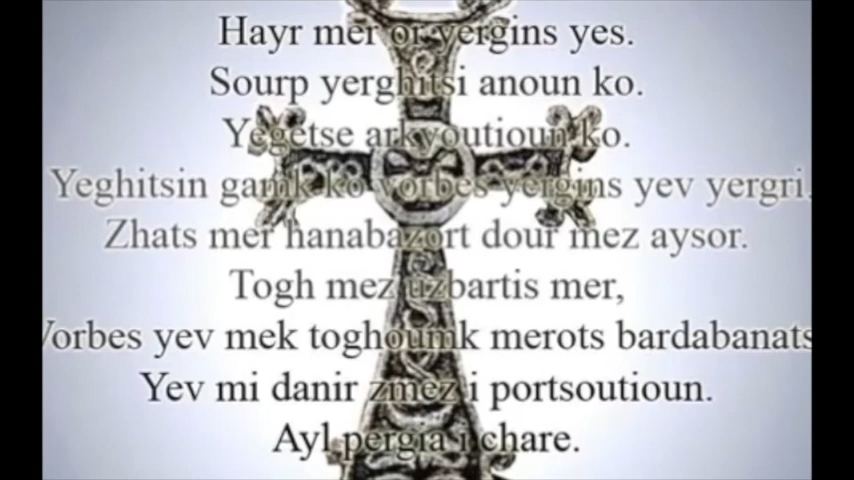 Hayr mer or yergins yes.
Sourp yerghitsi anoun ko.
Yegetse arkyoutioun ko.
Yeghitsin gamk ko vorbes yergins yev yergri.
Zhats mer hanabazort dour mez aysor.
Togh mez uzbartis mer,
Vorbes yev mek toghoumk merots bardabanats
Yev mi danir zmez i portsoutioun.
Ayl pergia i chare.